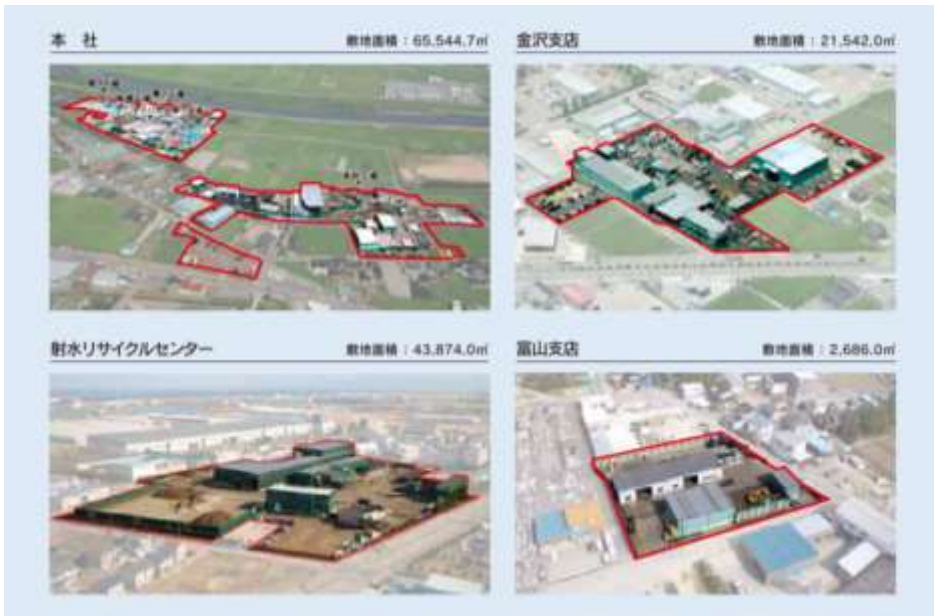 本 社
敷地面積：65,544.7㎡
金沢支店
敷地面積：21,542.0㎡
射水リサイクルセンター
敷地面積：43,874.0㎡
富山支店
敷地面積：2,686.0㎡